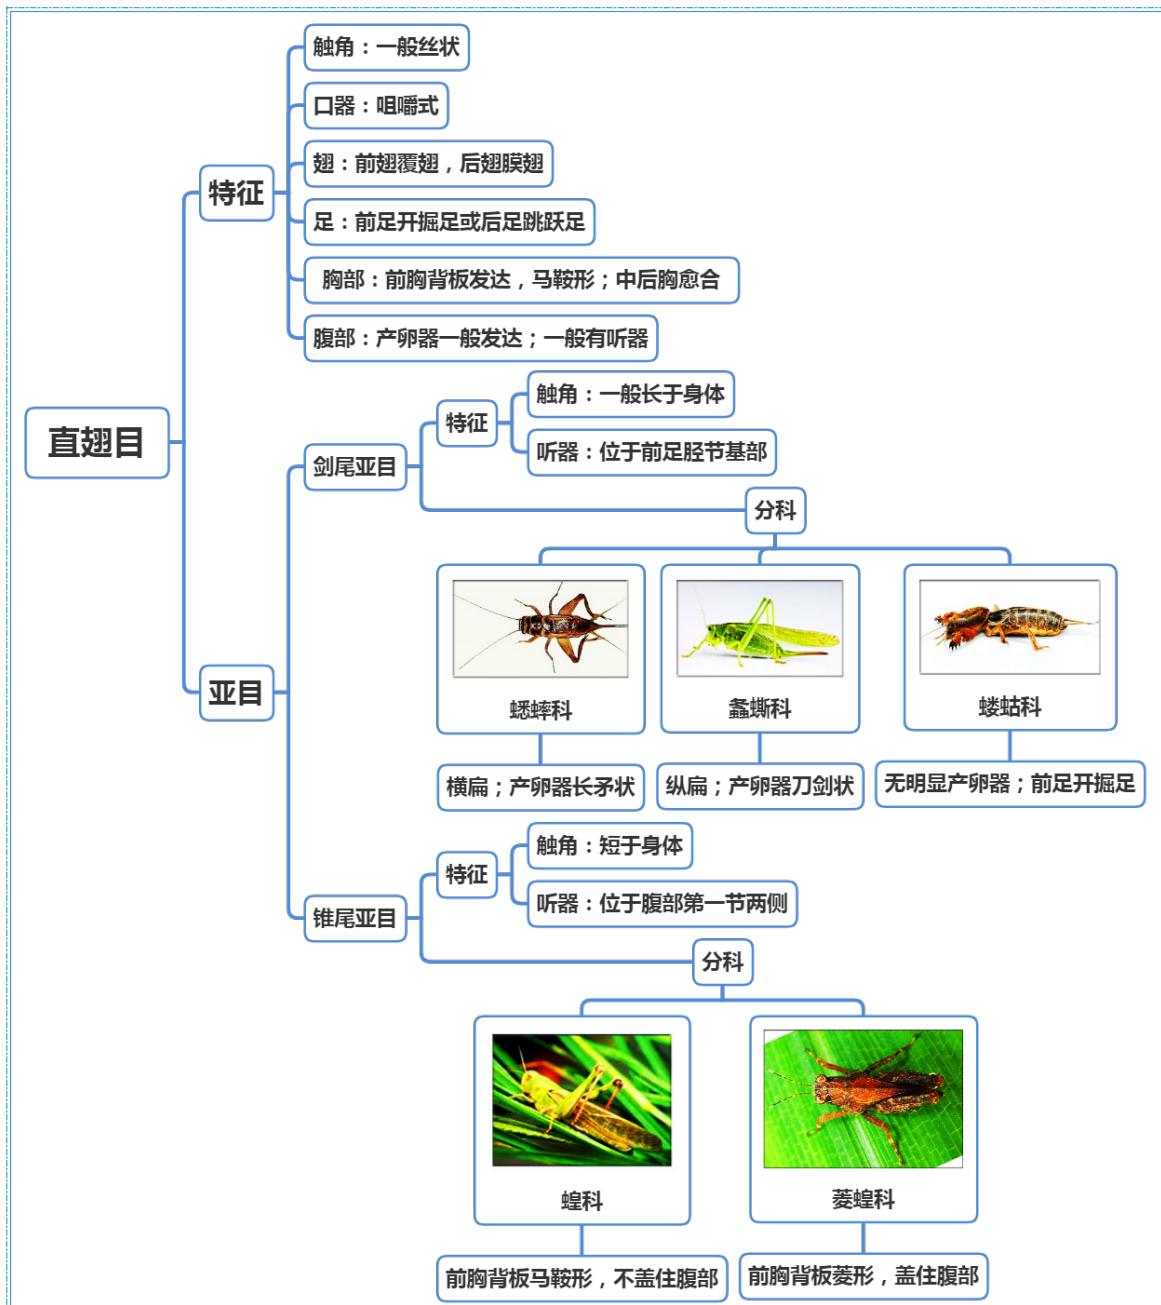 直翅目
特征
触角：一般丝状
口器：咀嚼式
翅：前翅覆翅，后翅膜翅
足：前足开掘足或后足跳跃足
胸部：前胸背板发达，马鞍形；中后胸愈合
腹部：产卵器一般发达；一般有听器
亚目
剑尾亚目
特征
触角：一般长于身体
听器：位于前足胫节基部
分科
蟋蟀科
横扁；产卵器长矛状
螽蟖科
纵扁；产卵器刀剑状
蝼蛄科
无明显产卵器；前足开掘足
锥尾亚目
特征
触角：短于身体
听器：位于腹部第一节两侧
分科
蝗科
前胸背板马鞍形，不盖住腹部
菱蝗科
前胸背板菱形，盖住腹部